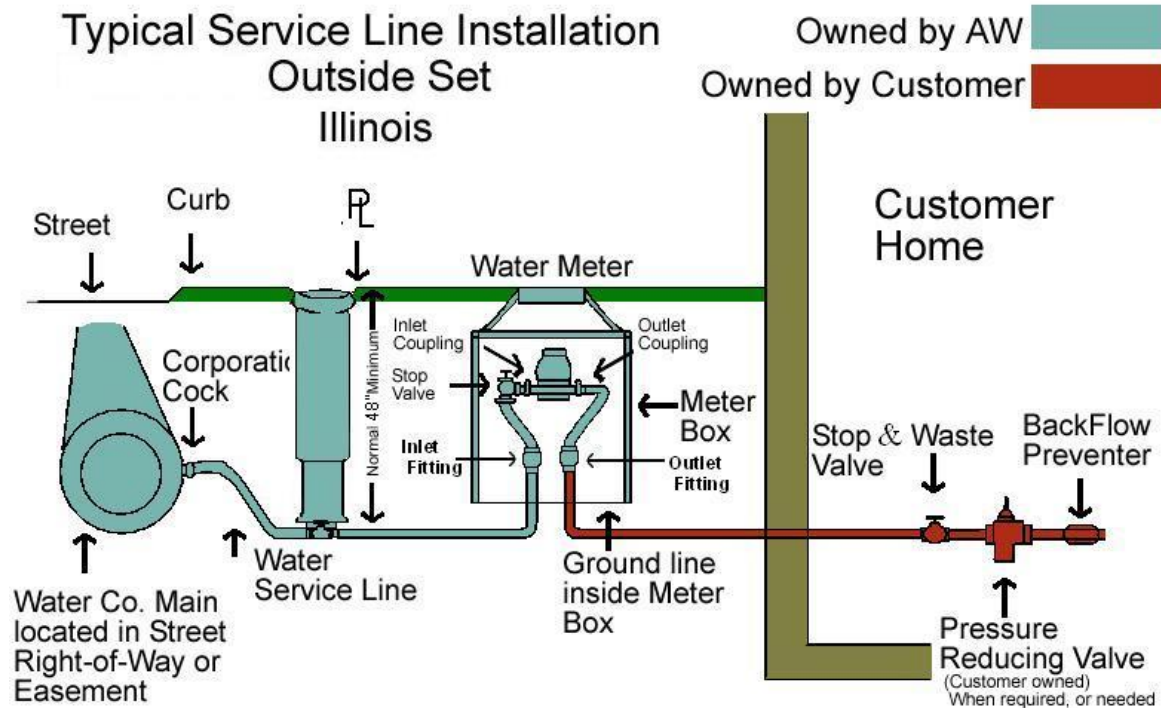 Typical Service Line Installation
Outside Set
Illinois
Owned by AW
Owned by Customer
Street
Curb
PL
Water Meter
Customer
Home
Inlet
Coupling
Outlet
Coupling
Stop
Valve
Corporatic
Cock
Normal 48"Minimum
Meter
Box
Inlet
Fitting
Outlet
Fitting
Stop & Waste
Valve
BackFlow
Preventer
Water
Service Line
Ground line
inside Meter
Box
Water Co. Main
located in Street
Right-of-Way or
Easement
Pressure
Reducing Valve
(Customer owned)
When required, or needed